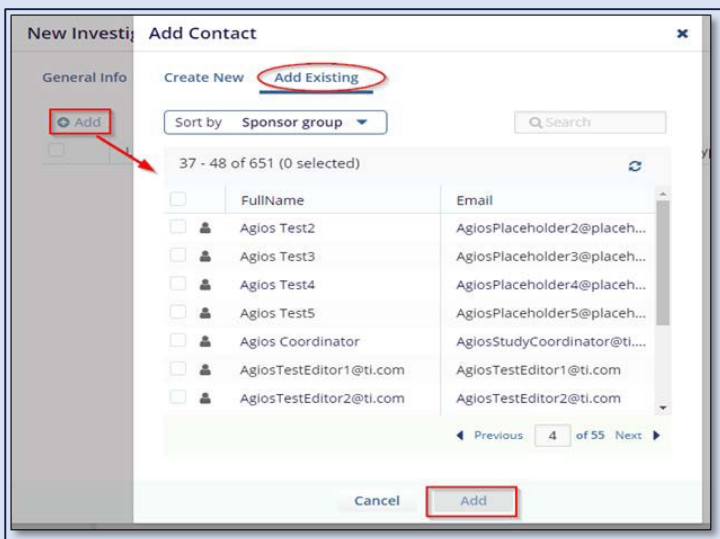 New Investig Add Contact
General Info Create New Add Existing
Add
Sort by Sponsor group Search
37 - 48 of 651 (0 selected)
FullName Email
Agios Test2 AgiosPlaceholder2@placeh...
Agios Test3 AgiosPlaceholder3@placeh...
Agios Test4 AgiosPlaceholder4@placeh...
Agios Test5 AgiosPlaceholder5@placeh...
Agios Coordinator AgiosStudyCoordinator@ti....
AgiosTestEditor1@ti.com AgiosTestEditor1@ti.com
AgiosTestEditor2@ti.com AgiosTestEditor2@ti.com
Previous 4 of 55 Next
Cancel Add